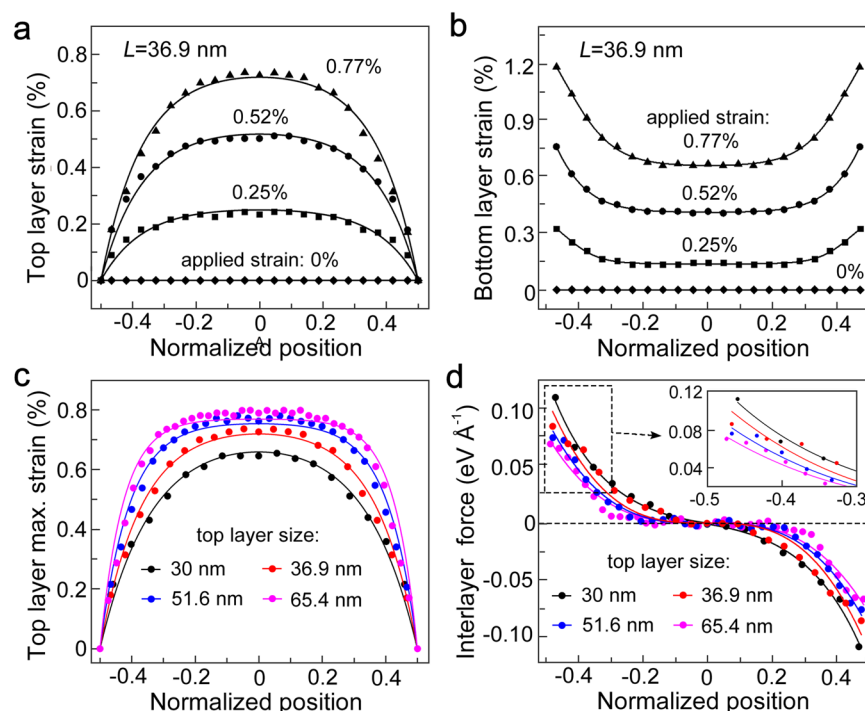 a
L=36.9 nm
0.77%
0.52%
0.25%
applied strain: 0%
Top layer strain (%)
0.8
0.6
0.4
0.2
0
-0.4 -0.2 0 0.2 0.4
A
Normalized position
b
L=36.9 nm
applied strain:
0.77%
0.52%
0.25%
0%
Bottom layer strain (%)
1.2
0.9
0.6
0.3
0
-0.4 -0.2 0 0.2 0.4
Normalized position
c
Top layer max. strain (%)
0.8
0.6
0.4
0.2
0
top layer size:
30 nm 36.9 nm
51.6 nm 65.4 nm
-0.4 -0.2 0 0.2 0.4
Normalized position
d
Interlayer force (eV Å⁻¹)
0.10
0.05
0
-0.05
-0.10
0.12
0.08
0.04
-0.5 -0.4 -0.3
top layer size:
30 nm 36.9 nm
51.6 nm 65.4 nm
-0.4 -0.2 0 0.2 0.4
Normalized position